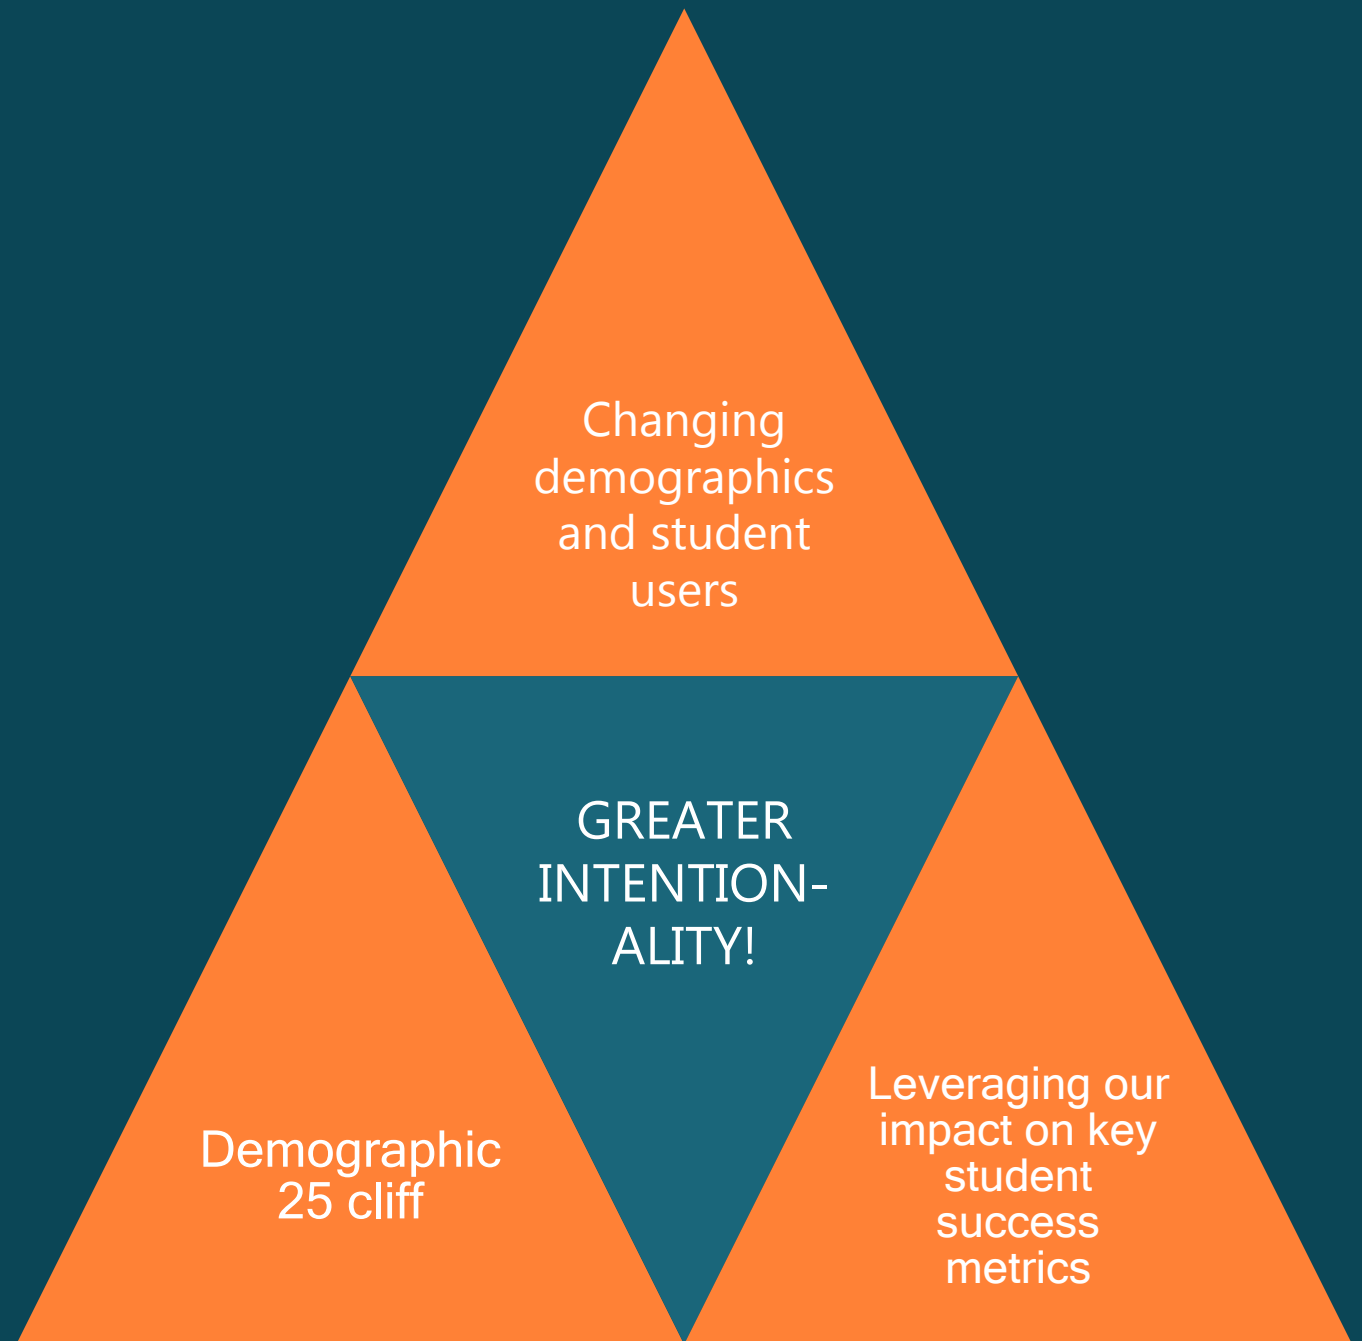 Changing
demographics
and student
users
GREATER
INTENTION-
ALITY!
Demographic
25 cliff
Leveraging our
impact on key
student
success
metrics